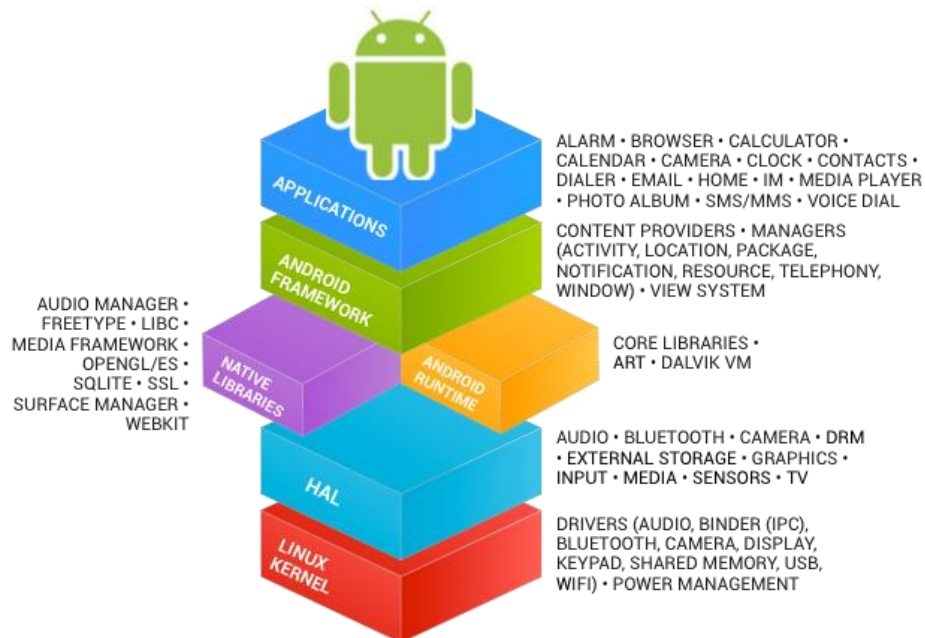 APPLICATIONS
ALARM • BROWSER • CALCULATOR •
CALENDAR • CAMERA • CLOCK • CONTACTS •
DIALER • EMAIL • HOME • IM • MEDIA PLAYER
• PHOTO ALBUM • SMS/MMS • VOICE DIAL
ANDROID
FRAMEWORK
CONTENT PROVIDERS • MANAGERS
(ACTIVITY, LOCATION, PACKAGE,
NOTIFICATION, RESOURCE, TELEPHONY,
WINDOW) • VIEW SYSTEM
AUDIO MANAGER •
FREETYPE • LIBC •
MEDIA FRAMEWORK •
OPENGL/ES •
SQLITE • SSL •
SURFACE MANAGER •
WEBKIT
NATIVE
LIBRARIES
ANDROID
RUNTIME
CORE LIBRARIES •
ART • DALVIK VM
HAL
AUDIO • BLUETOOTH • CAMERA • DRM
• EXTERNAL STORAGE • GRAPHICS •
INPUT • MEDIA • SENSORS • TV
LINUX
KERNEL
DRIVERS (AUDIO, BINDER (IPC),
BLUETOOTH, CAMERA, DISPLAY,
KEYPAD, SHARED MEMORY, USB,
WIFI) • POWER MANAGEMENT